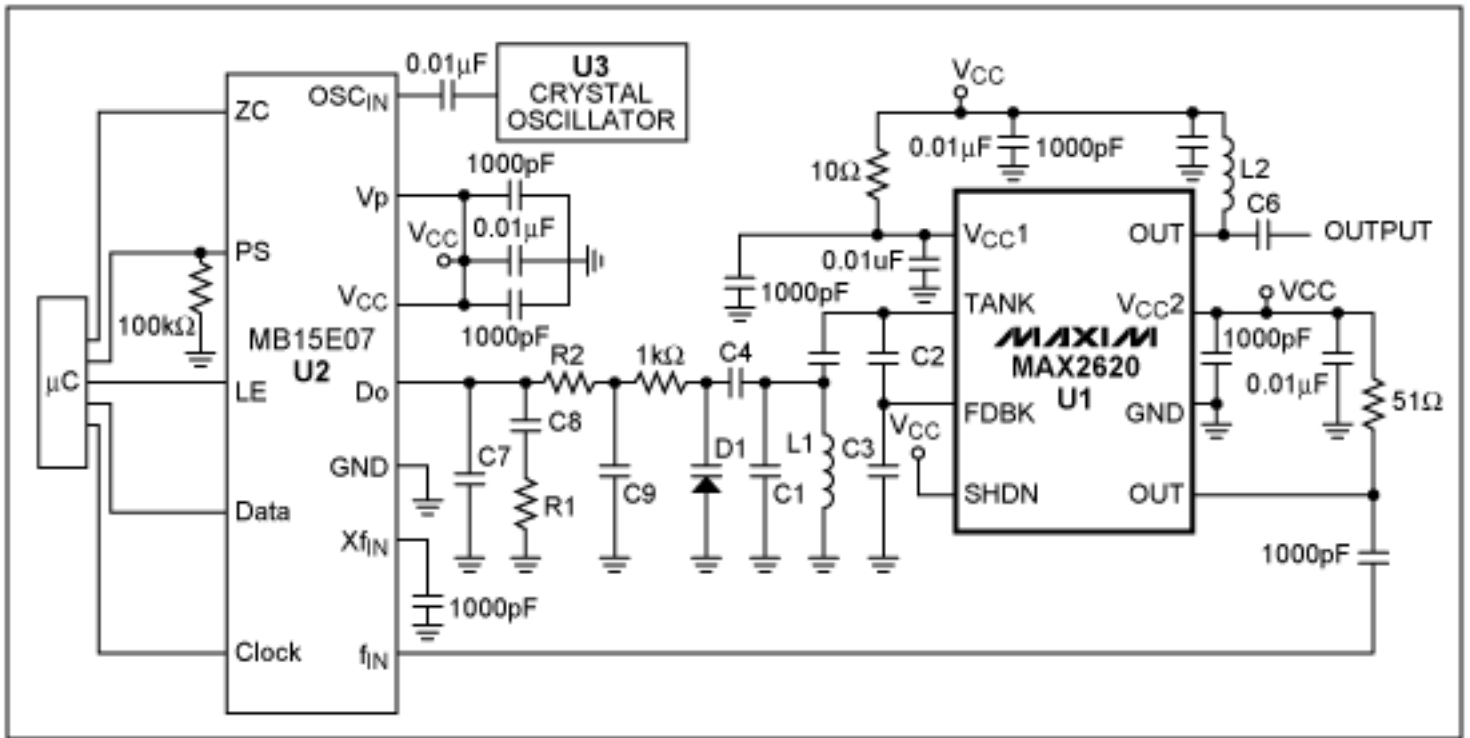 0.01µF
U3
CRYSTAL
OSCILLATOR
OSCIN
ZC
VCC
0.01µF
1000pF
10Ω
L2
C6
OUTPUT
1000pF
Vp
0.01µF
VCC
PS
VCC
1000pF
100kΩ
MB15E07
U2
µC
LE
Do
GND
Data
XfIN
1000pF
Clock
fIN
R2
1kΩ
C4
C8
C7
R1
C9
D1
C1
L1
C3
C2
VCC
1000pF
0.01uF
VCC1
OUT
TANK
VCC2
MAXIM
MAX2620
U1
FDBK
GND
SHDN
OUT
VCC
1000pF
0.01µF
51Ω
1000pF